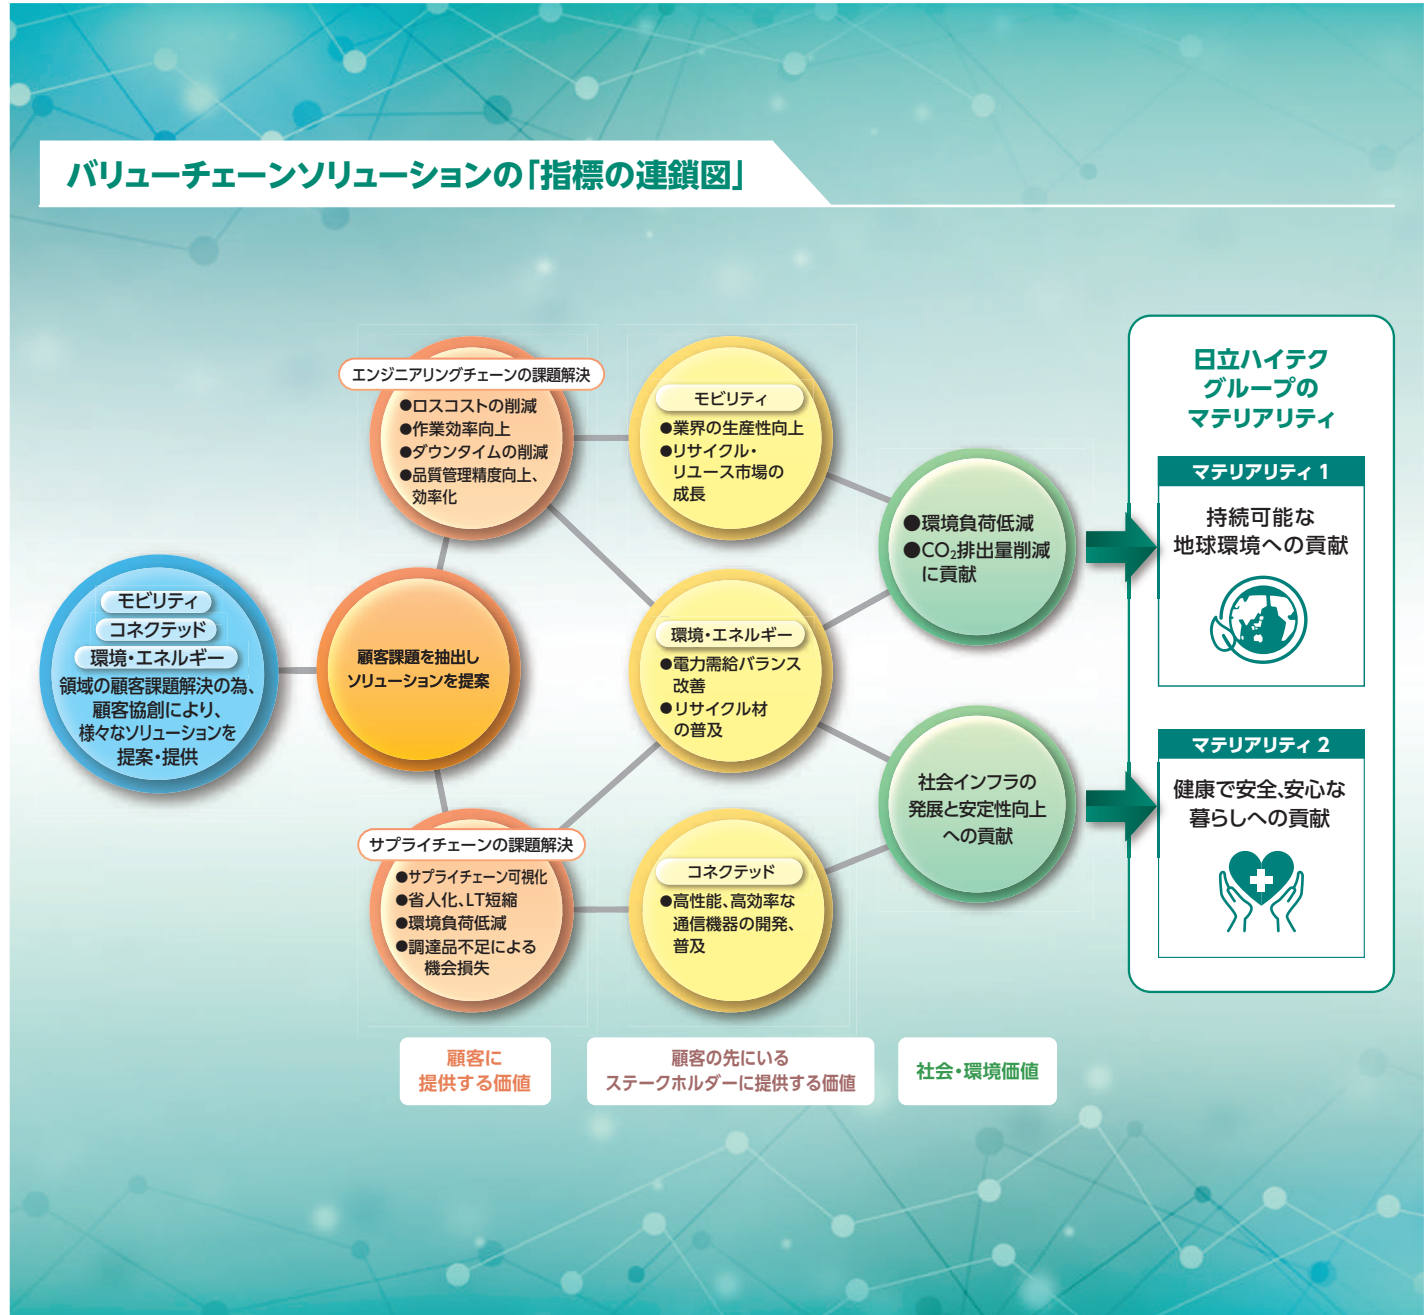 バリューチェーンソリューションの「指標の連鎖図」
モビリティ
コネクテッド
環境・エネルギー
領域の顧客課題解決の為、
顧客協創により、
様々なソリューションを
提案・提供
顧客課題を抽出し
ソリューションを提案
エンジニアリングチェーンの課題解決
●ロスコストの削減
●作業効率向上
●ダウンタイムの削減
●品質管理精度向上、
効率化
サプライチェーンの課題解決
●サプライチェーン可視化
●省人化、LT短縮
●環境負荷低減
●調達品不足による
機会損失
顧客に
提供する価値
モビリティ
●業界の生産性向上
●リサイクル・
リユース市場の
成長
環境・エネルギー
●電力需給バランス
改善
●リサイクル材
の普及
コネクテッド
●高性能、高効率な
通信機器の開発、
普及
顧客の先にいる
ステークホルダーに提供する価値
●環境負荷低減
●CO₂排出量削減
に貢献
社会インフラの
発展と安定性向上
への貢献
社会・環境価値
日立ハイテク
グループの
マテリアリティ
マテリアリティ 1
持続可能な
地球環境への貢献
マテリアリティ 2
健康で安全、安心な
暮らしへの貢献